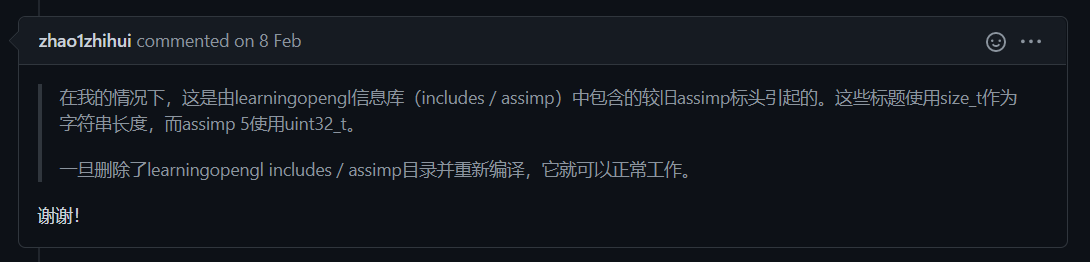 zhao1zhihui commented on 8 Feb
在我的情况下，这是由learningopengl信息库（includes / assimp）中包含的较旧assimp标头引起的。这些标题使用size_t作为
字符串长度，而assimp 5使用uint32_t。
一旦删除了learningopengl includes / assimp目录并重新编译，它就可以正常工作。
谢谢！